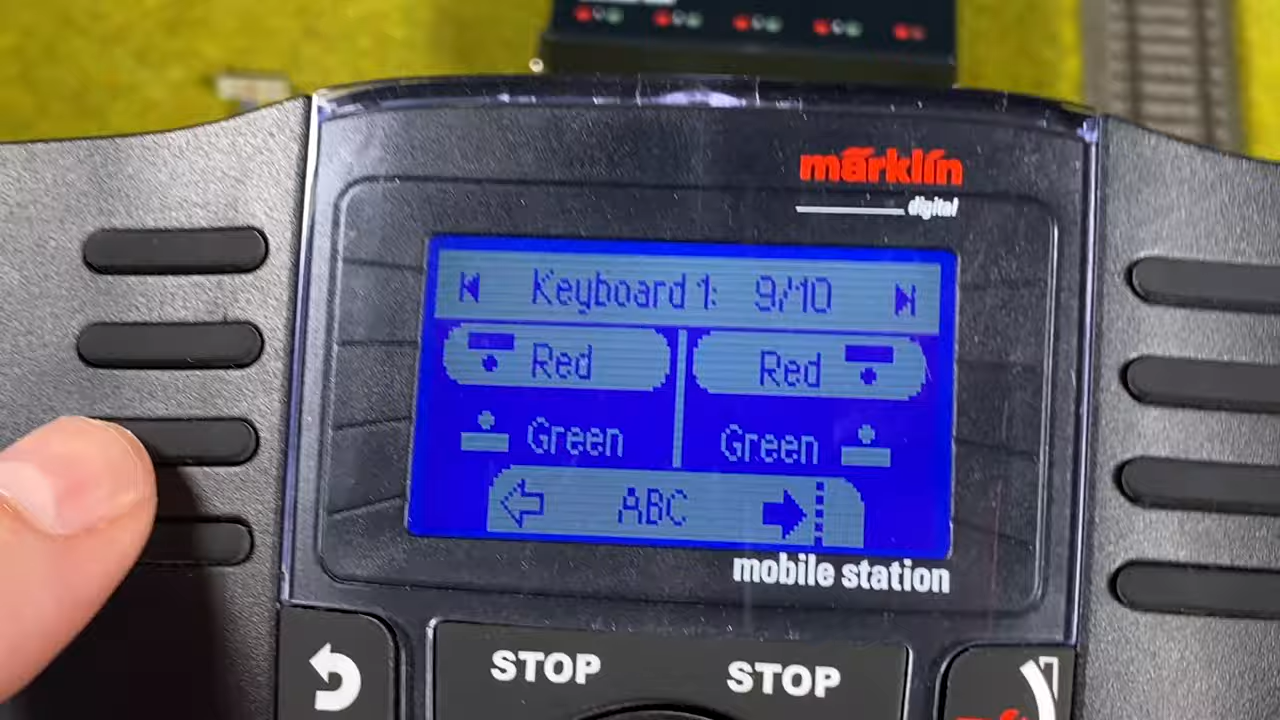 märklin
digital
Keyboard 1: 9/10
Red Red
Green Green
ABC
mobile station
STOP STOP